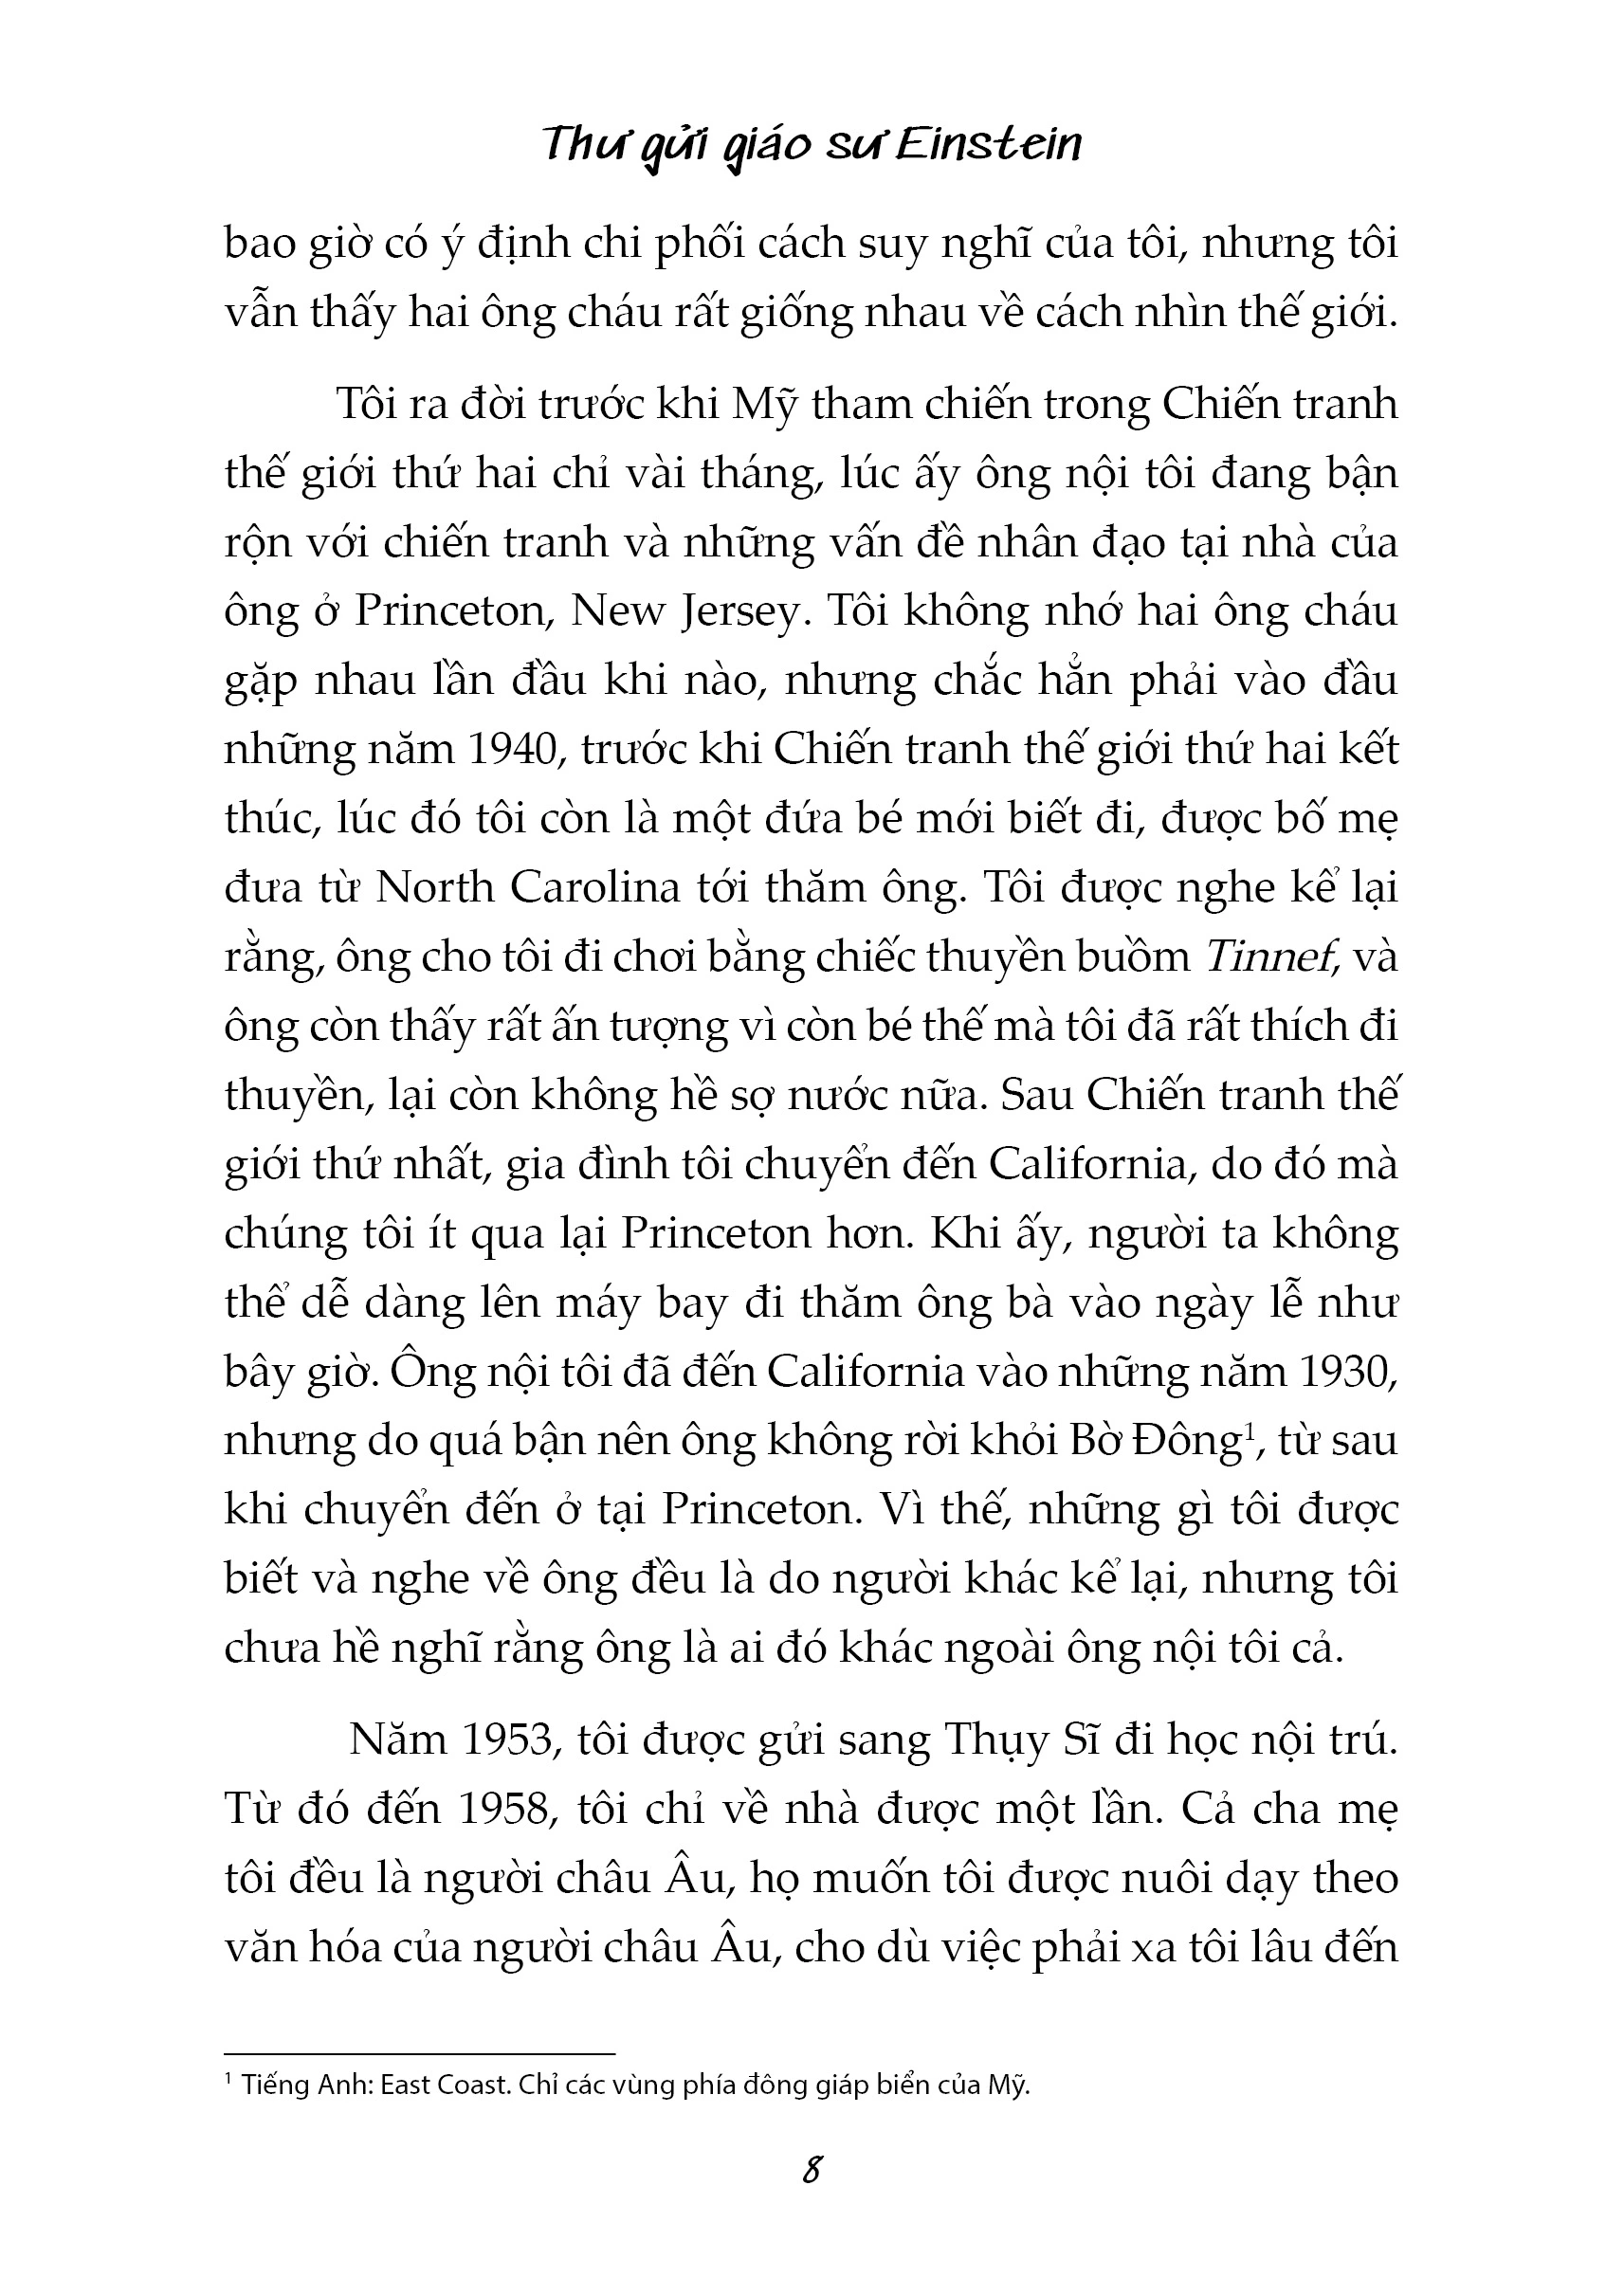 Thư gửi giáo sư Einstein
bao giờ có ý định chi phối cách suy nghĩ của tôi, nhưng tôi
vẫn thấy hai ông cháu rất giống nhau về cách nhìn thế giới.
Tôi ra đời trước khi Mỹ tham chiến trong Chiến tranh
thế giới thứ hai chỉ vài tháng, lúc ấy ông nội tôi đang bận
rộn với chiến tranh và những vấn đề nhân đạo tại nhà của
ông ở Princeton, New Jersey. Tôi không nhớ hai ông cháu
gặp nhau lần đầu khi nào, nhưng chắc hẳn phải vào đầu
những năm 1940, trước khi Chiến tranh thế giới thứ hai kết
thúc, lúc đó tôi còn là một đứa bé mới biết đi, được bố mẹ
đưa từ North Carolina tới thăm ông. Tôi được nghe kể lại
rằng, ông cho tôi đi chơi bằng chiếc thuyền buồm Tinnef, và
ông còn thấy rất ấn tượng vì còn bé thế mà tôi đã rất thích đi
thuyền, lại còn không hề sợ nước nữa. Sau Chiến tranh thế
giới thứ nhất, gia đình tôi chuyển đến California, do đó mà
chúng tôi ít qua lại Princeton hơn. Khi ấy, người ta không
thể dễ dàng lên máy bay đi thăm ông bà vào ngày lễ như
bây giờ. Ông nội tôi đã đến California vào những năm 1930,
nhưng do quá bận nên ông không rời khỏi Bờ Đông¹, từ sau
khi chuyển đến ở tại Princeton. Vì thế, những gì tôi được
biết và nghe về ông đều là do người khác kể lại, nhưng tôi
chưa hề nghĩ rằng ông là ai đó khác ngoài ông nội tôi cả.
Năm 1953, tôi được gửi sang Thụy Sĩ đi học nội trú.
Từ đó đến 1958, tôi chỉ về nhà được một lần. Cả cha mẹ
tôi đều là người châu Âu, họ muốn tôi được nuôi dạy theo
văn hóa của người châu Âu, cho dù việc phải xa tôi lâu đến
¹ Tiếng Anh: East Coast. Chỉ các vùng phía đông giáp biển của Mỹ.
8